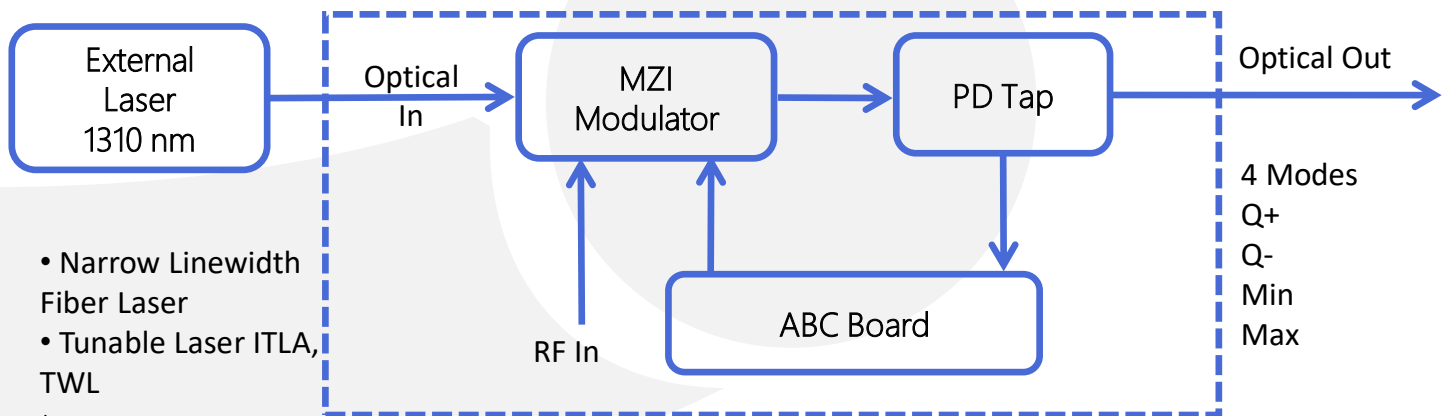 External
Laser
1310 nm
Optical
In
MZI
Modulator
PD Tap
Optical Out
4 Modes
Q+
Q-
Min
Max
• Narrow Linewidth
Fiber Laser
• Tunable Laser ITLA,
TWL
RF In
ABC Board